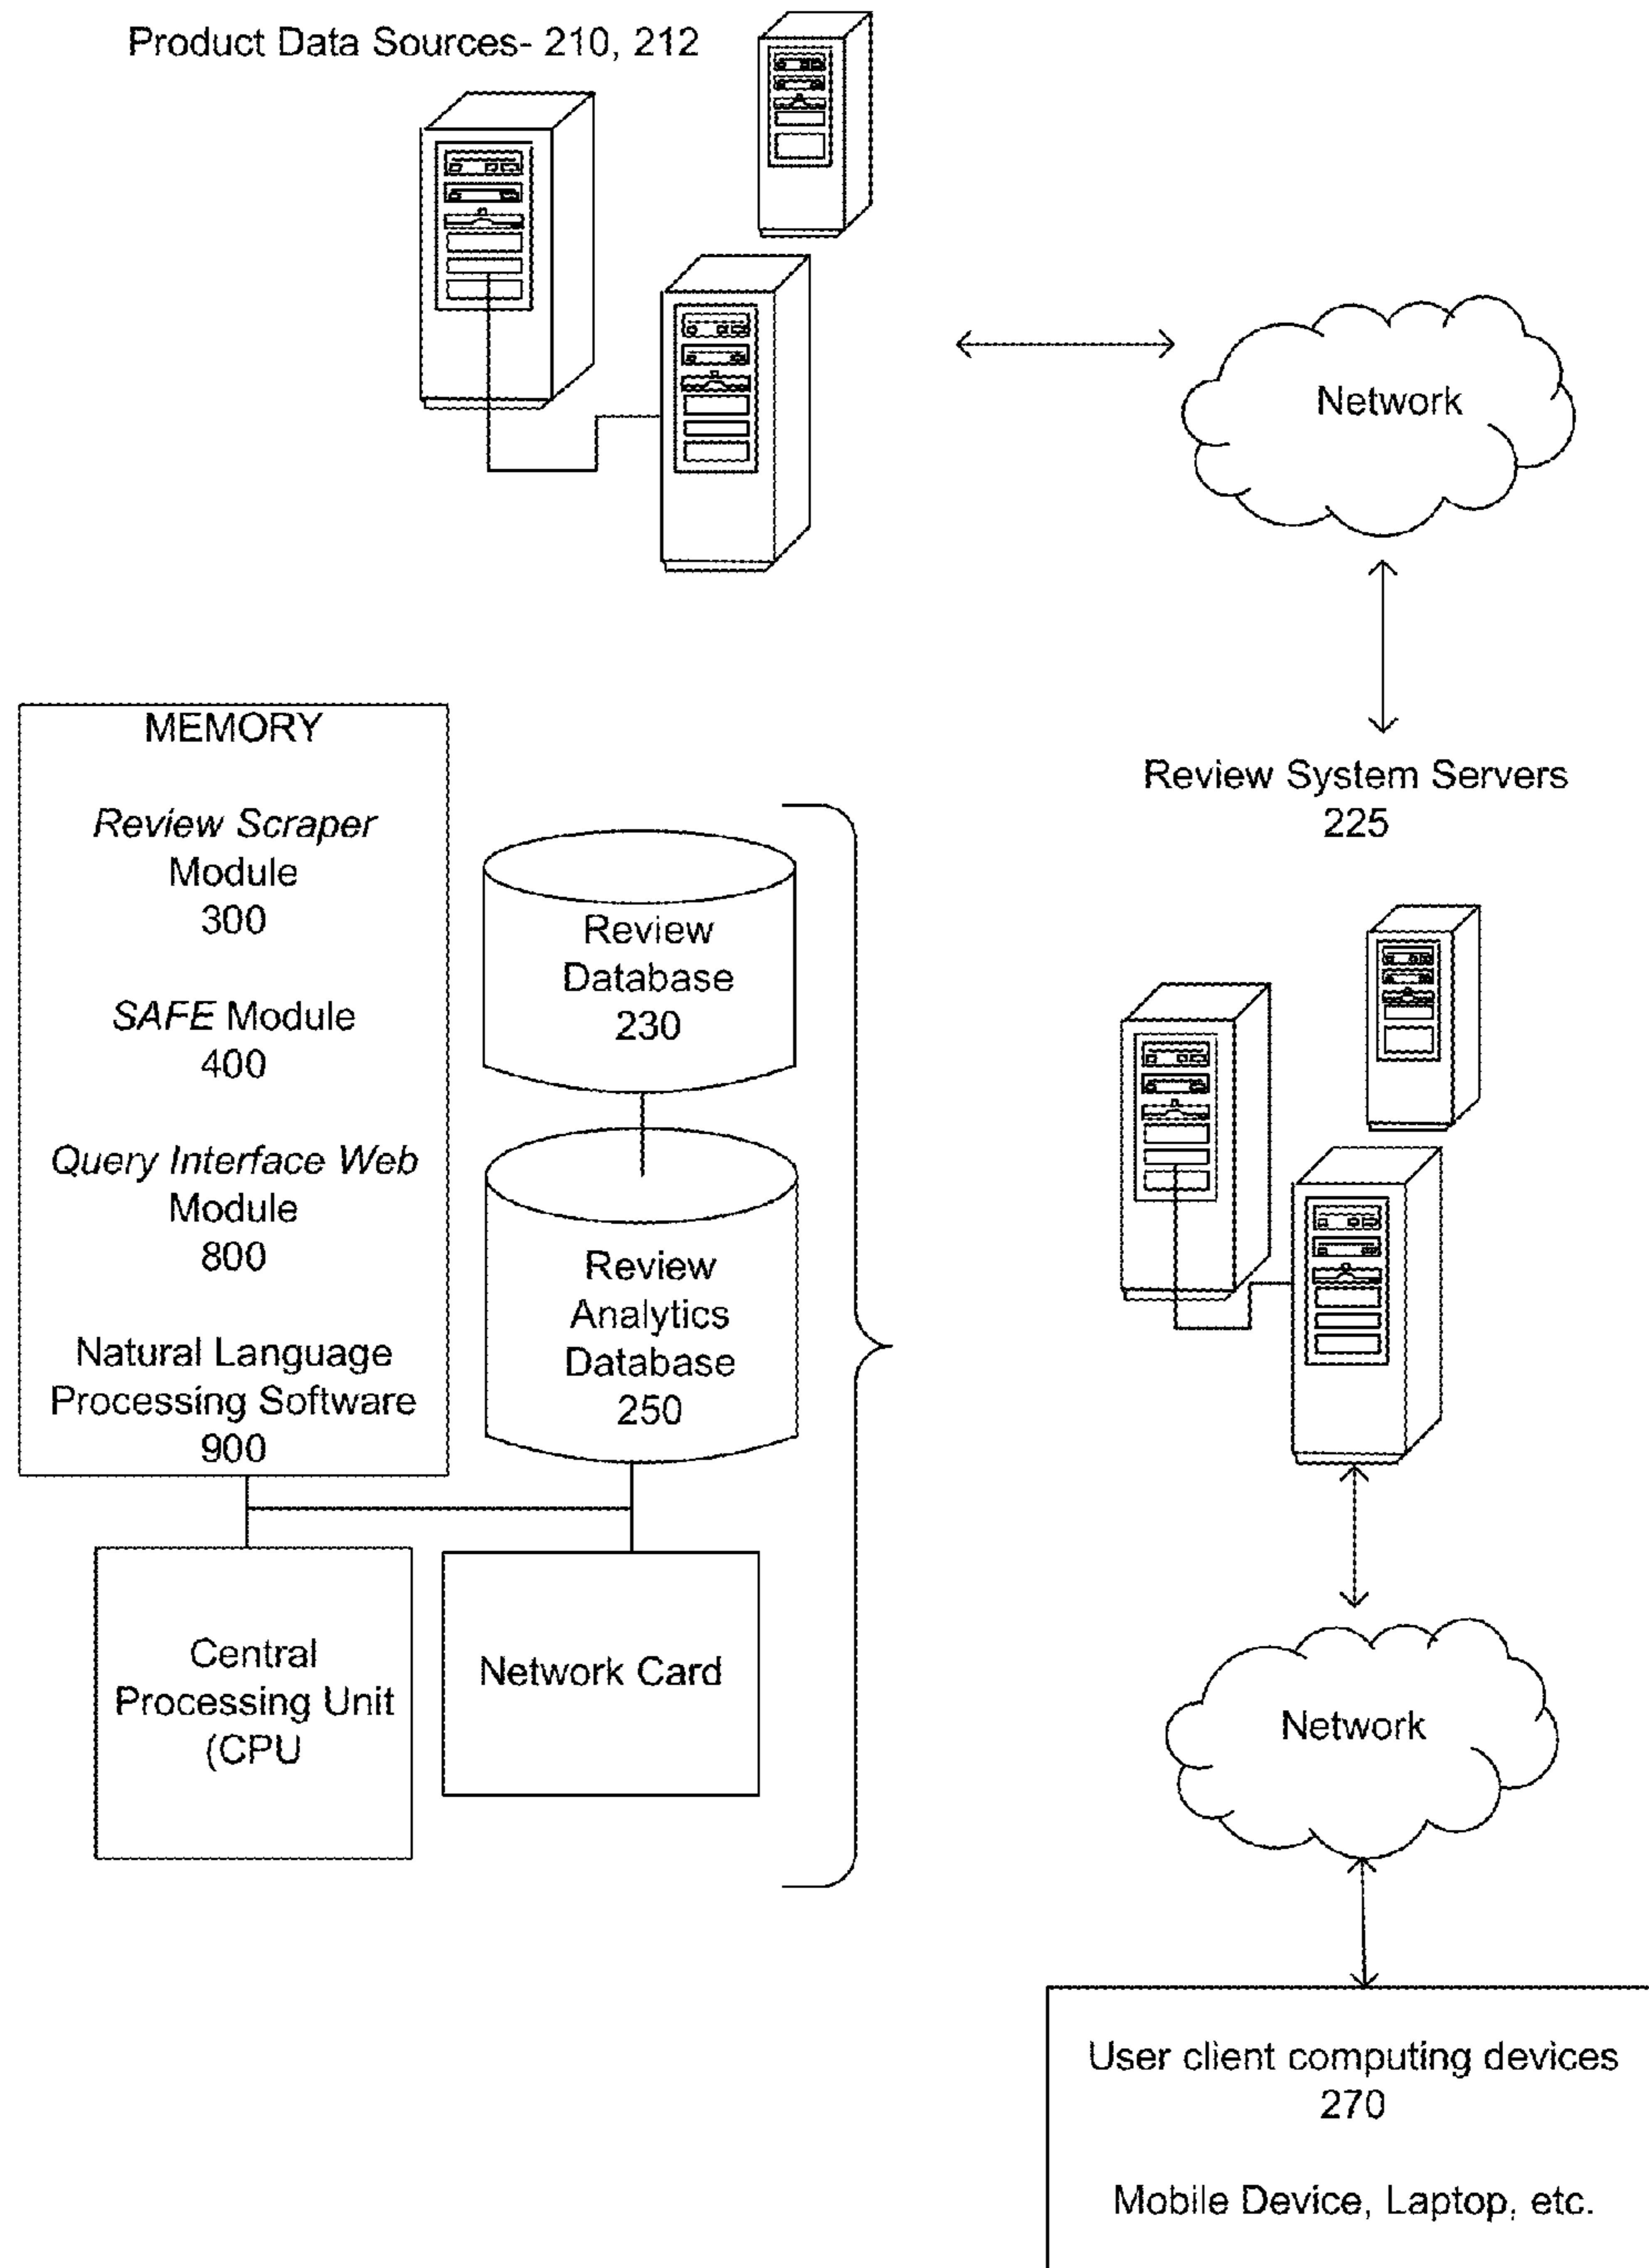 Product Data Sources- 210, 212
Network
MEMORY
Review Scraper
Module
300
SAFE Module
400
Query Interface Web
Module
800
Natural Language
Processing Software
900
Review
Database
230
Review
Analytics
Database
250
Central
Processing Unit
(CPU
Network Card
Review System Servers
225
Network
User client computing devices
270
Mobile Device, Laptop, etc.